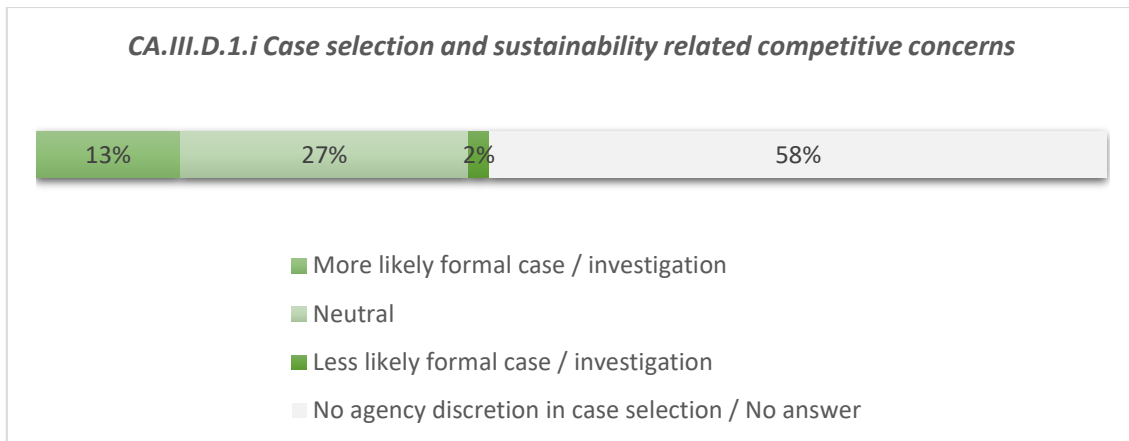 CA.III.D.1.i Case selection and sustainability related competitive concerns
13% 27% 2% 58%
More likely formal case / investigation
Neutral
Less likely formal case / investigation
No agency discretion in case selection / No answer